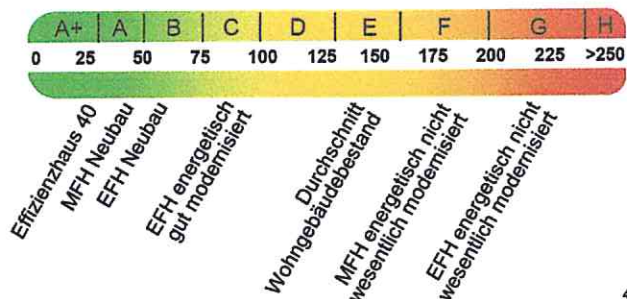 A+ A B C D E F G H
0 25 50 75 100 125 150 175 200 225 >250
Effizienzhaus 40
MFH Neubau
EFH Neubau
EFH energetisch
gut modernisiert
Durchschnitt
Wohngebäudebestand
MFH energetisch nicht
wesentlich modernisiert
EFH energetisch nicht
wesentlich modernisiert